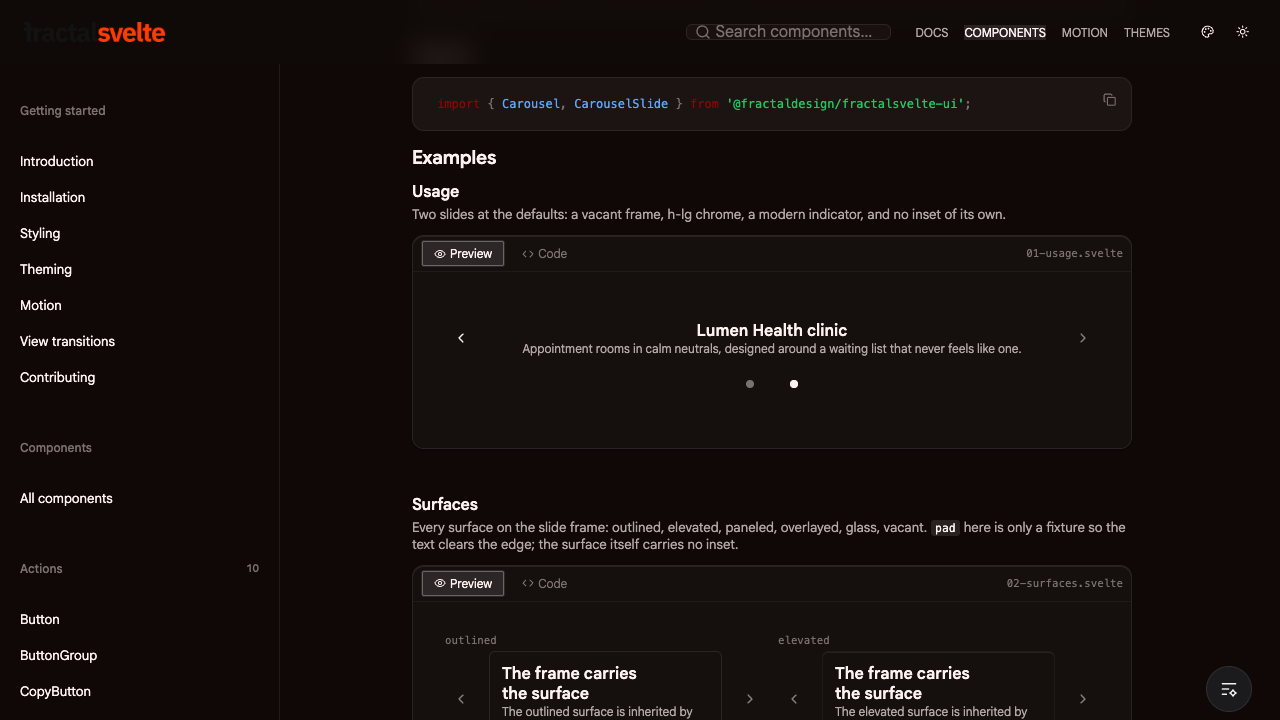 fractalsvelte
Search components...
DOCS
COMPONENTS
MOTION
THEMES
Getting started
Introduction
Installation
Styling
Theming
Motion
View transitions
Contributing
Components
All components
Actions 10
Button
ButtonGroup
CopyButton
import { Carousel, CarouselSlide } from '@fractaldesign/fractalsvelte-ui';
Examples
Usage
Two slides at the defaults: a vacant frame, h-lg chrome, a modern indicator, and no inset of its own.
Preview
Code
01-usage.svelte
Lumen Health clinic
Appointment rooms in calm neutrals, designed around a waiting list that never feels like one.
Surfaces
Every surface on the slide frame: outlined, elevated, paneled, overlayed, glass, vacant. pad here is only a fixture so the
text clears the edge; the surface itself carries no inset.
Preview
Code
02-surfaces.svelte
outlined
The frame carries
the surface
The outlined surface is inherited by
elevated
The frame carries
the surface
The elevated surface is inherited by